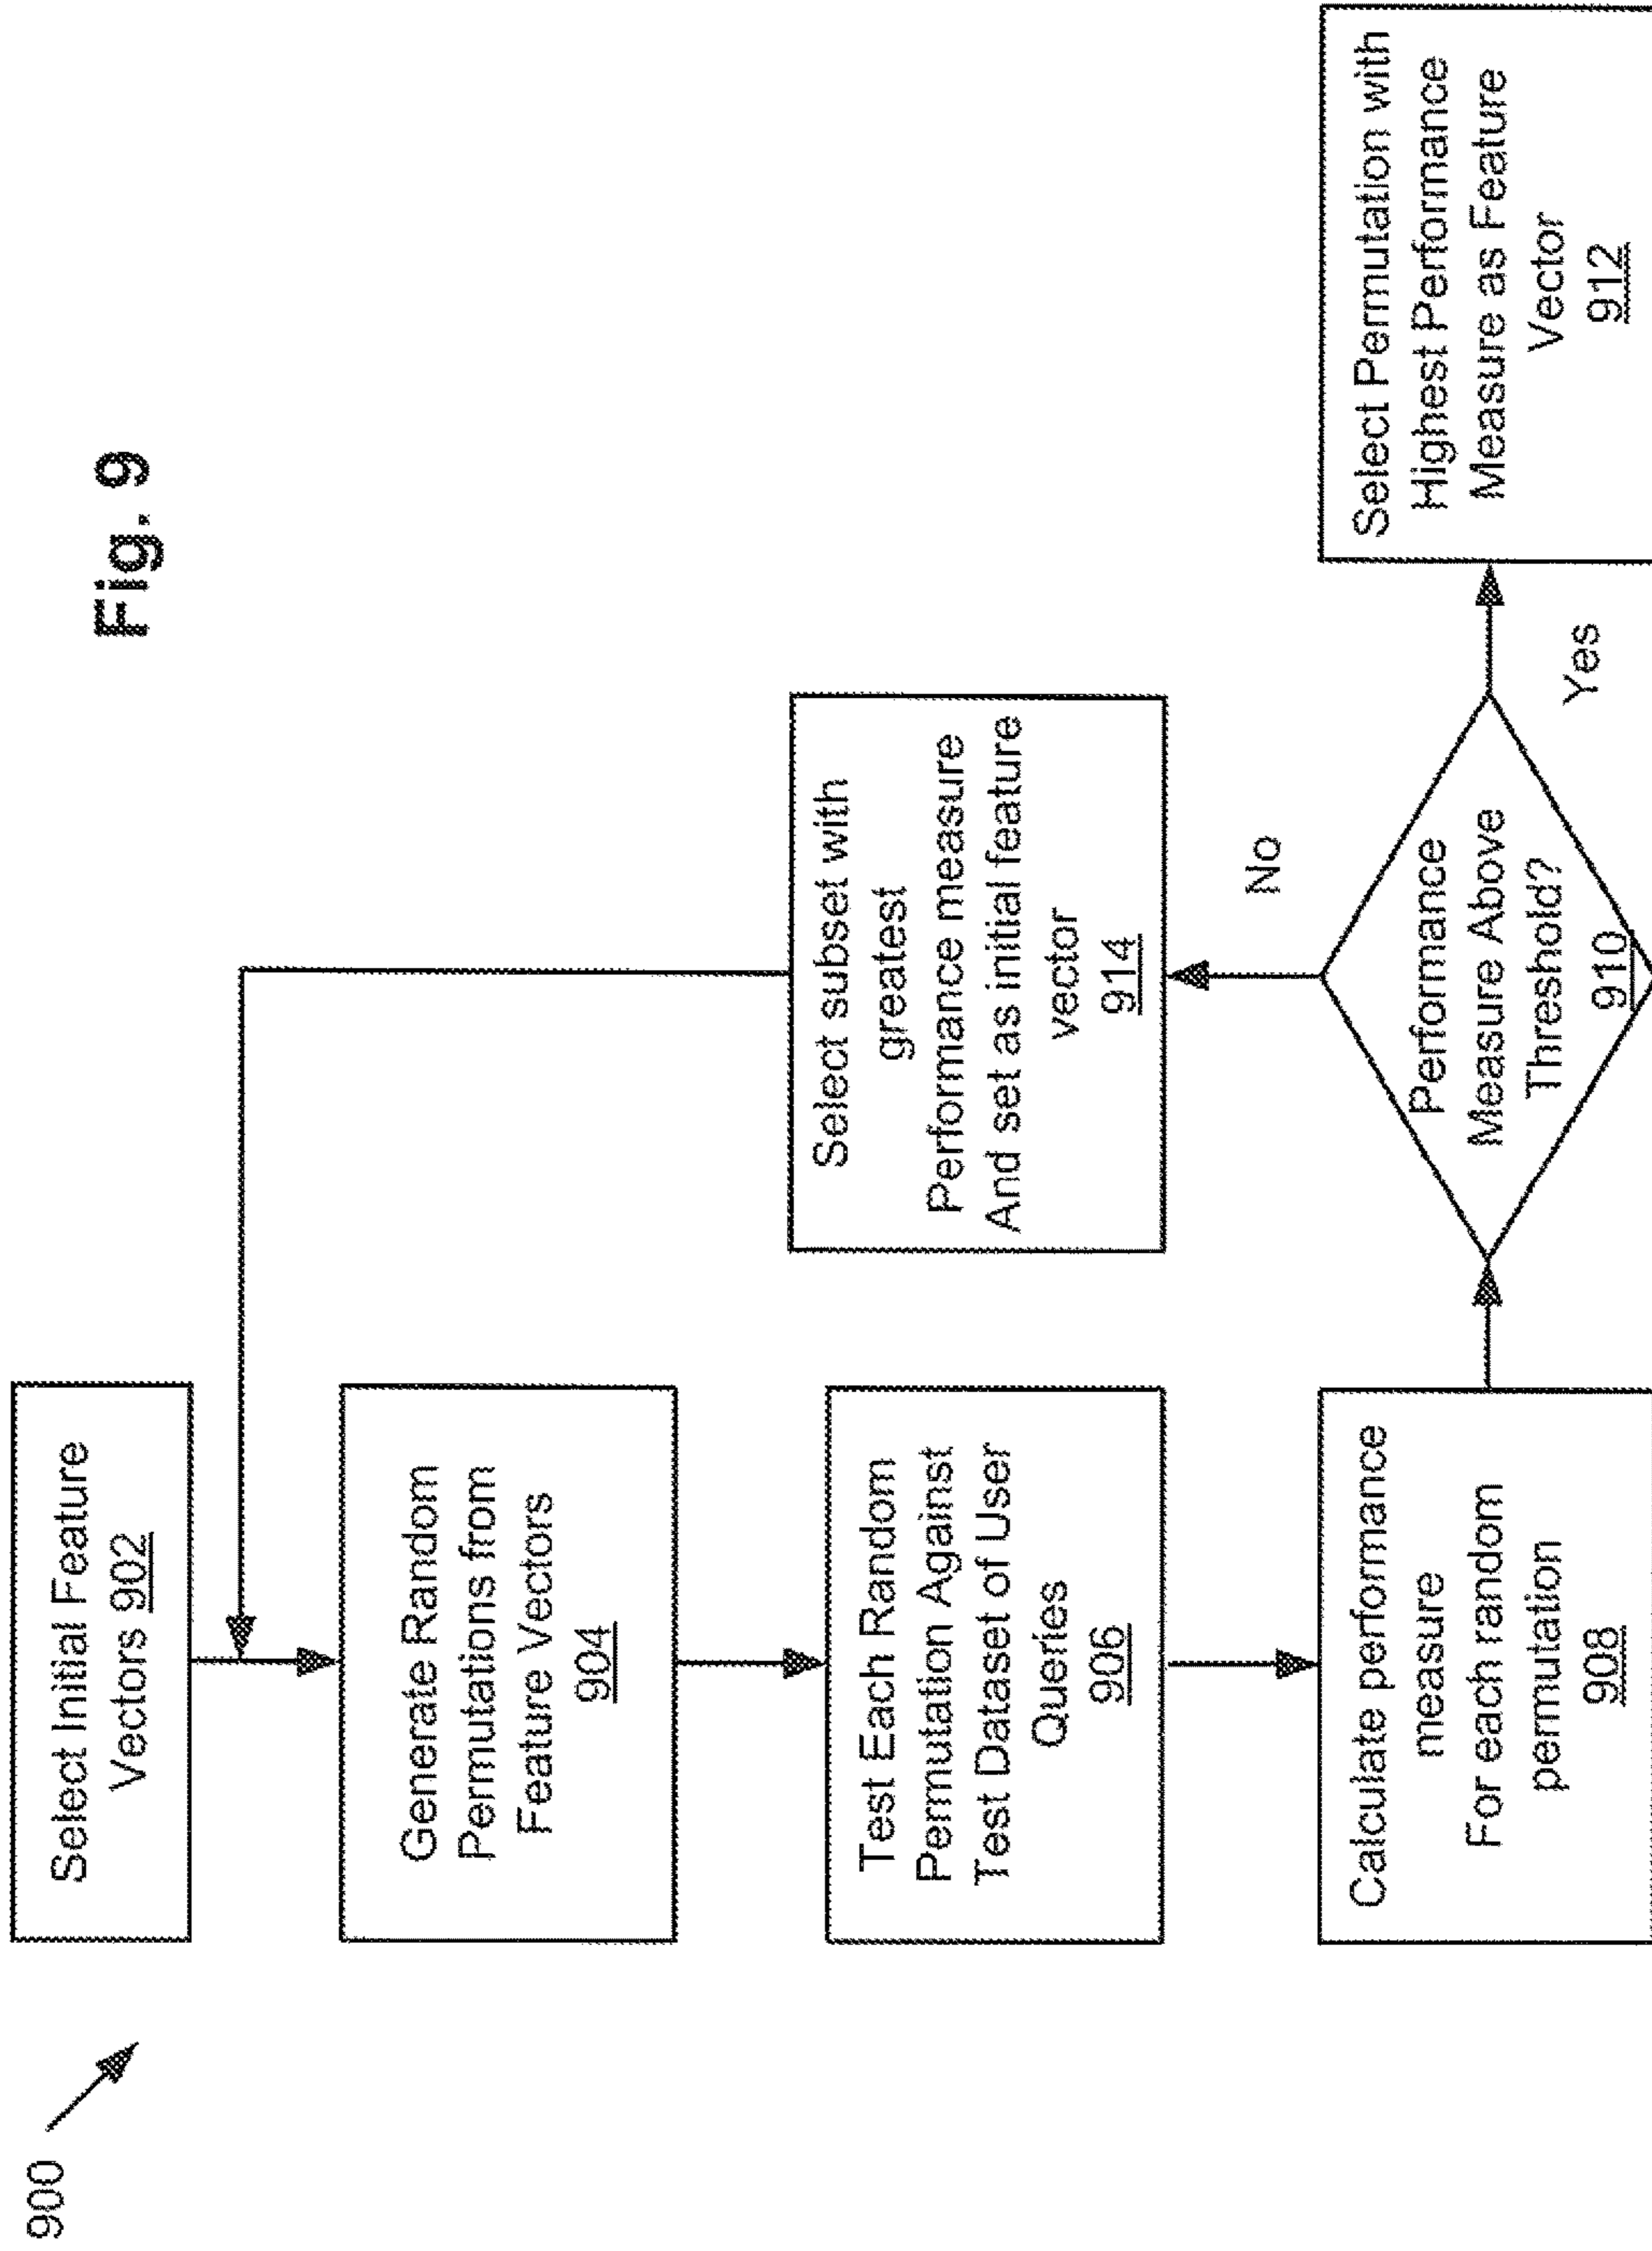 Fig. 9
900
Select Initial Feature
Vectors 902
Generate Random
Permutations from
Feature Vectors
904
Test Each Random
Permutation Against
Test Dataset of User
Queries
906
Calculate performance
measure
For each random
permutation
908
Performance
Measure Above
Threshold?
910
No
Select subset with
greatest
Performance measure
And set as initial feature
vector
914
Yes
Select Permutation with
Highest Performance
Measure as Feature
Vector
912